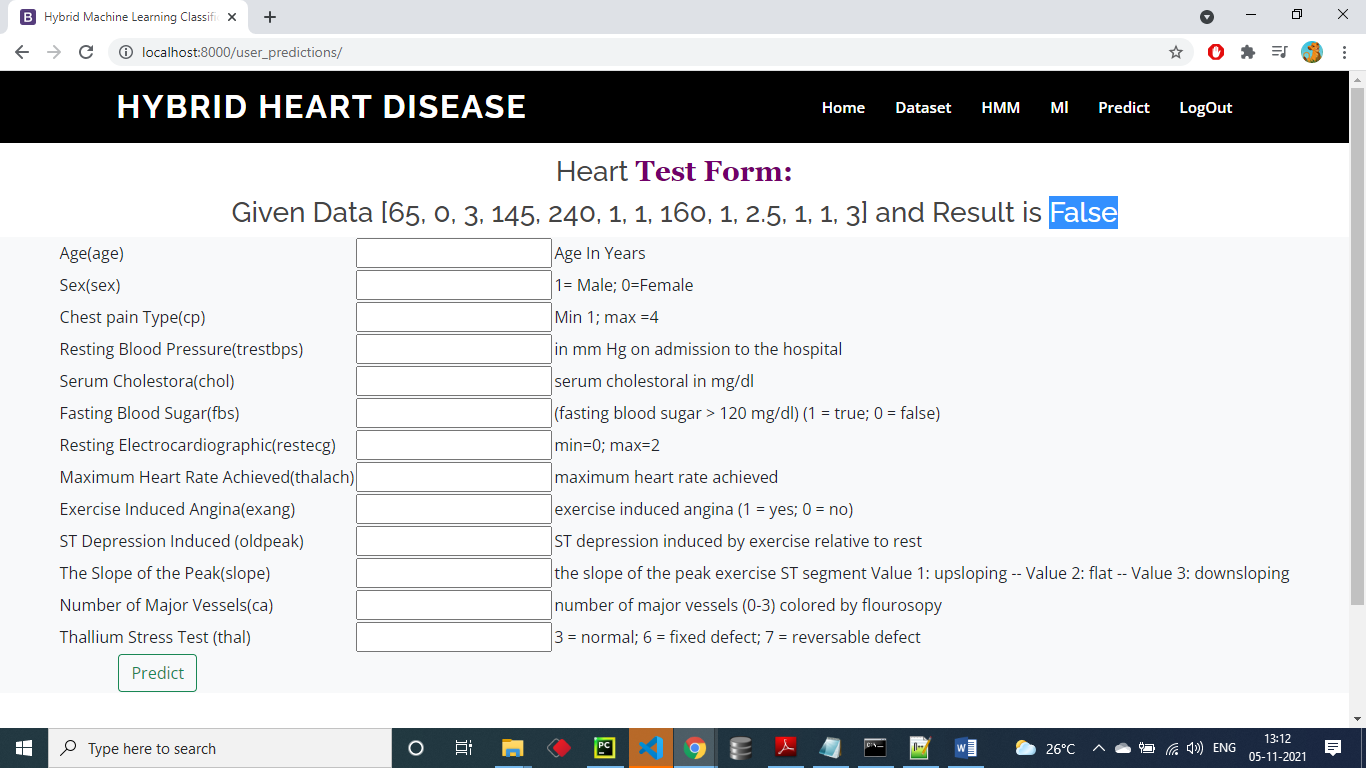 Hybrid Machine Learning Classifi
localhost:8000/user_predictions/
HYBRID HEART DISEASE
Home Dataset HMM Ml Predict LogOut
Heart Test Form:
Given Data [65, 0, 3, 145, 240, 1, 1, 160, 1, 2.5, 1, 1, 3] and Result is False
Age(age) Age In Years
Sex(sex) 1= Male; 0=Female
Chest pain Type(cp) Min 1; max =4
Resting Blood Pressure(trestbps) in mm Hg on admission to the hospital
Serum Cholestora(chol) serum cholestoral in mg/dl
Fasting Blood Sugar(fbs) (fasting blood sugar > 120 mg/dl) (1 = true; 0 = false)
Resting Electrocardiographic(restecg) min=0; max=2
Maximum Heart Rate Achieved(thalach) maximum heart rate achieved
Exercise Induced Angina(exang) exercise induced angina (1 = yes; 0 = no)
ST Depression Induced (oldpeak) ST depression induced by exercise relative to rest
The Slope of the Peak(slope) the slope of the peak exercise ST segment Value 1: upsloping -- Value 2: flat -- Value 3: downsloping
Number of Major Vessels(ca) number of major vessels (0-3) colored by flourosopy
Thallium Stress Test (thal) 3 = normal; 6 = fixed defect; 7 = reversable defect
Predict
Type here to search
26°C ENG 13:12
05-11-2021